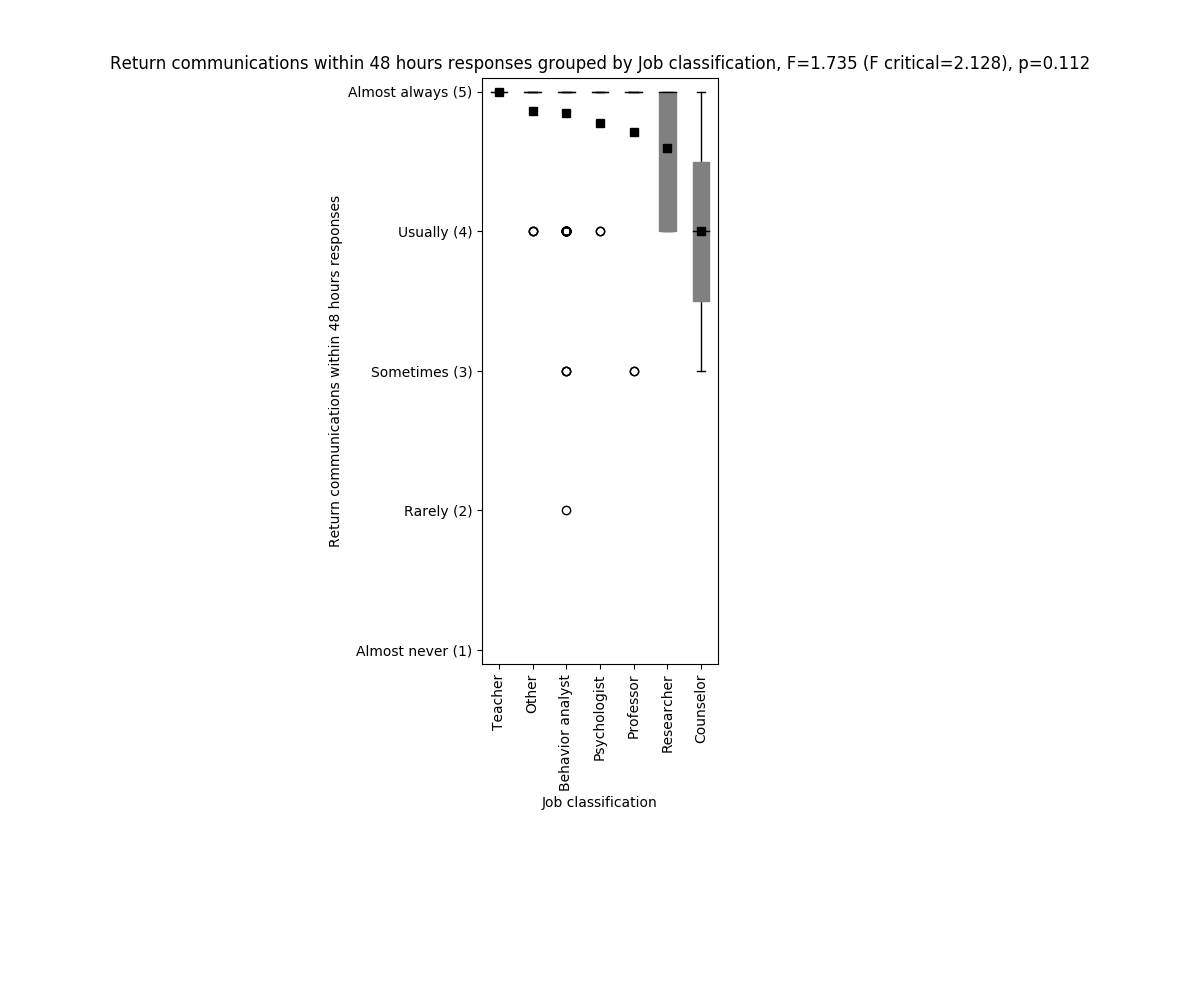 Return communications within 48 hours responses grouped by Job classification, F=1.735 (F critical=2.128), p=0.112
Return communications within 48 hours responses
Almost always (5)
Usually (4)
Sometimes (3)
Rarely (2)
Almost never (1)
Teacher
Other
Behavior analyst
Psychologist
Professor
Researcher
Counselor
Job classification